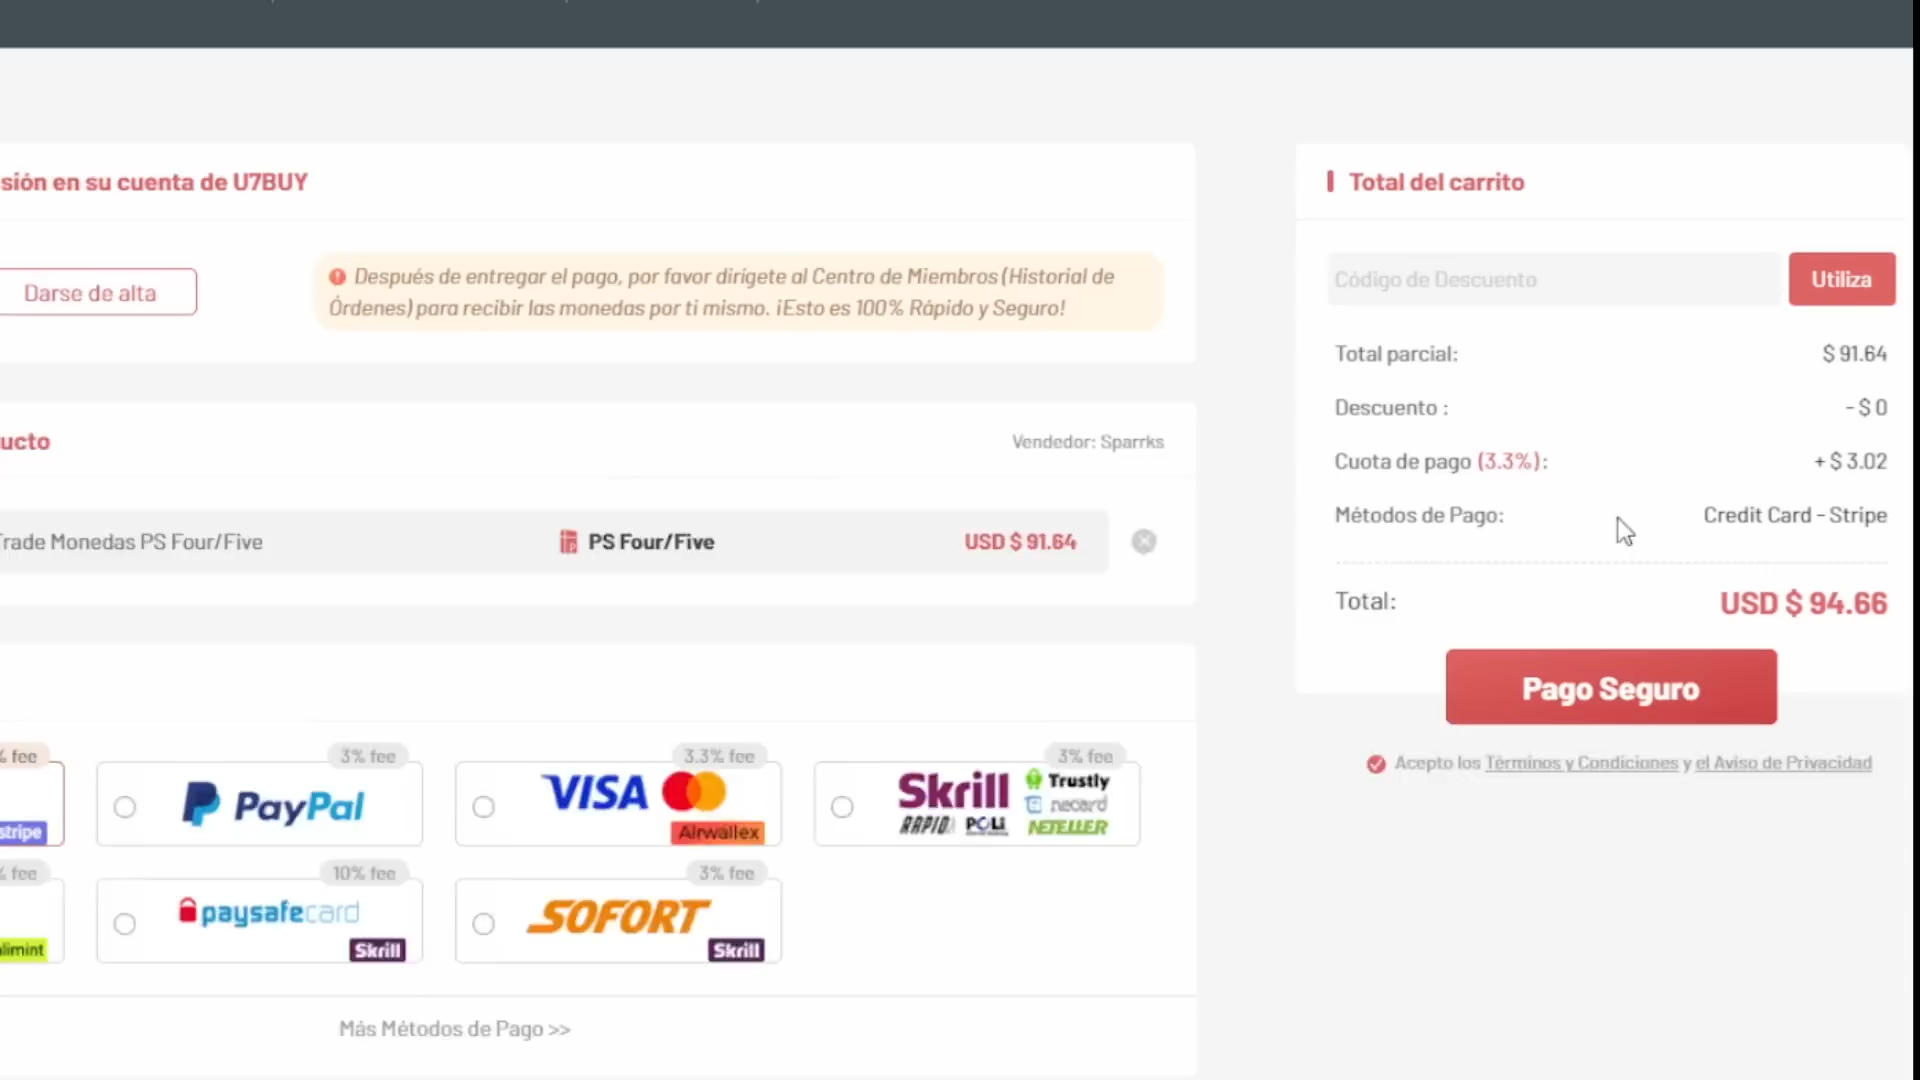 sión en su cuenta de U7BUY
Darse de alta
Después de entregar el pago, por favor dirígete al Centro de Miembros (Historial de
Órdenes) para recibir las monedas por ti mismo. ¡Esto es 100% Rápido y Seguro!
ucto
Vendedor: Sparrks
Trade Monedas PS Four/Five
PS Four/Five
USD $ 91.64
% fee
3% fee
3.3% fee
3% fee
stripe
PayPal
VISA
Airwallex
Skrill
Trustly
RAPID
POLi
NETELLER
% fee
10% fee
3% fee
limint
paysafecard
Skrill
SOFORT
Skrill
Más Métodos de Pago >>
Total del carrito
Código de Descuento
Utiliza
Total parcial: $ 91.64
Descuento : - $ 0
Cuota de pago (3.3%): + $ 3.02
Métodos de Pago: Credit Card - Stripe
Total: USD $ 94.66
Pago Seguro
Acepto los Términos y Condiciones y el Aviso de Privacidad